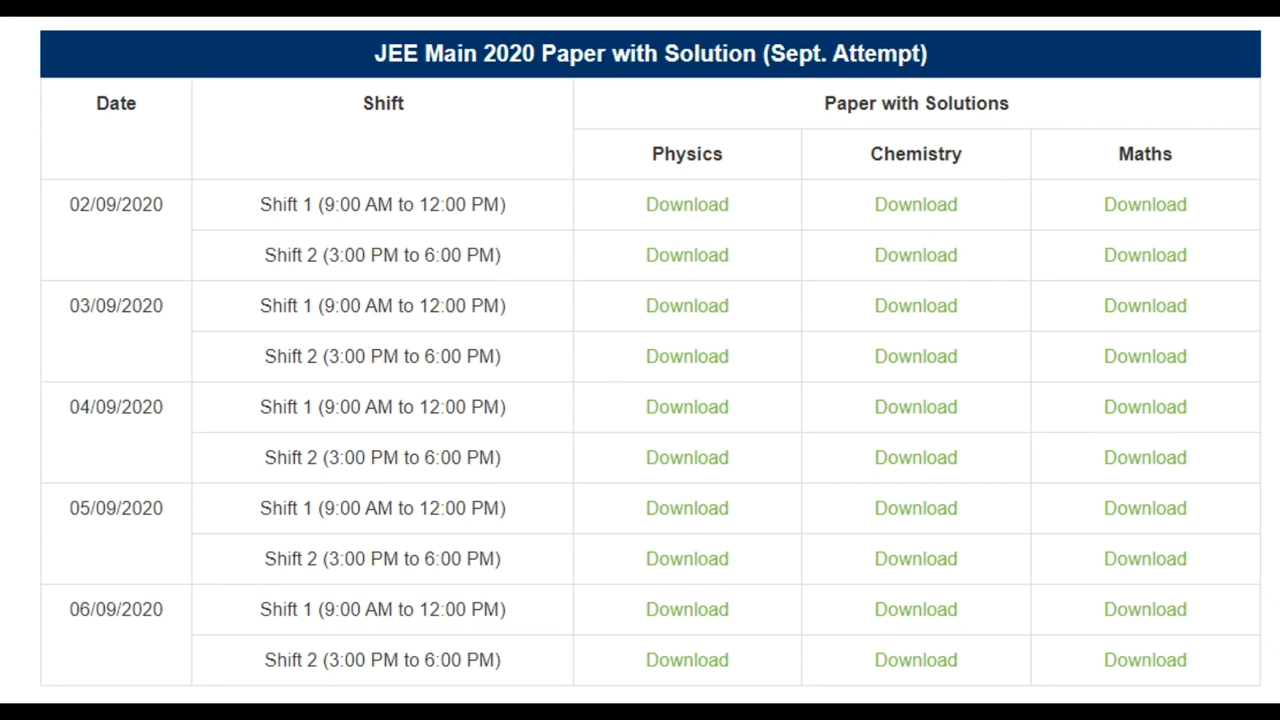 JEE Main 2020 Paper with Solution (Sept. Attempt)
Date Shift Paper with Solutions
Physics Chemistry Maths
02/09/2020 Shift 1 (9:00 AM to 12:00 PM) Download Download Download
Shift 2 (3:00 PM to 6:00 PM) Download Download Download
03/09/2020 Shift 1 (9:00 AM to 12:00 PM) Download Download Download
Shift 2 (3:00 PM to 6:00 PM) Download Download Download
04/09/2020 Shift 1 (9:00 AM to 12:00 PM) Download Download Download
Shift 2 (3:00 PM to 6:00 PM) Download Download Download
05/09/2020 Shift 1 (9:00 AM to 12:00 PM) Download Download Download
Shift 2 (3:00 PM to 6:00 PM) Download Download Download
06/09/2020 Shift 1 (9:00 AM to 12:00 PM) Download Download Download
Shift 2 (3:00 PM to 6:00 PM) Download Download Download